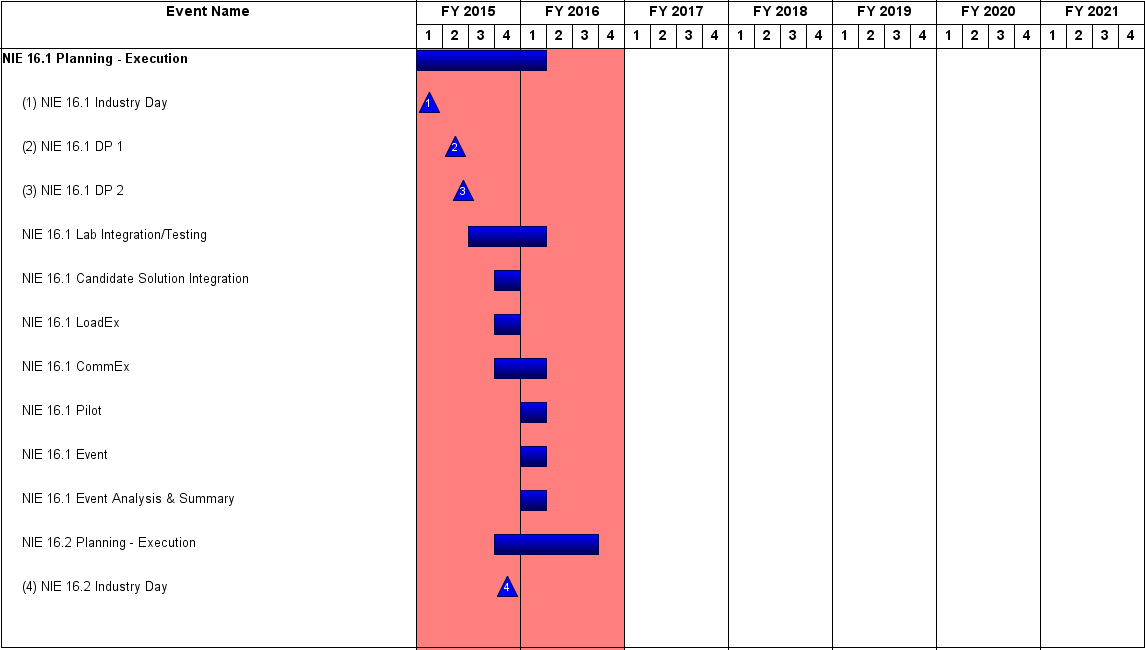 Event Name FY 2015 FY 2016 FY 2017 FY 2018 FY 2019 FY 2020 FY 2021
1 2 3 4 1 2 3 4 1 2 3 4 1 2 3 4 1 2 3 4 1 2 3 4 1 2 3 4
NIE 16.1 Planning - Execution
(1) NIE 16.1 Industry Day 1
(2) NIE 16.1 DP 1 2
(3) NIE 16.1 DP 2 3
NIE 16.1 Lab Integration/Testing
NIE 16.1 Candidate Solution Integration
NIE 16.1 LoadEx
NIE 16.1 CommEx
NIE 16.1 Pilot
NIE 16.1 Event
NIE 16.1 Event Analysis & Summary
NIE 16.2 Planning - Execution
(4) NIE 16.2 Industry Day 4